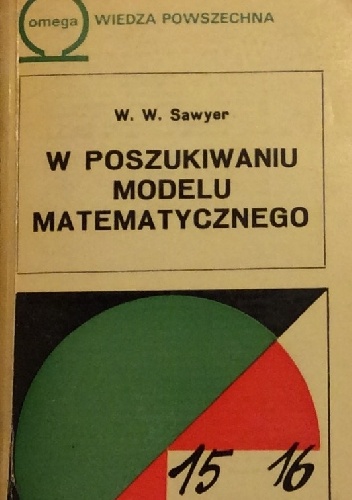 omega WIEDZA POWSZECHNA
W. W. Sawyer
W POSZUKIWANIU
MODELU
MATEMATYCZNEGO
15 16